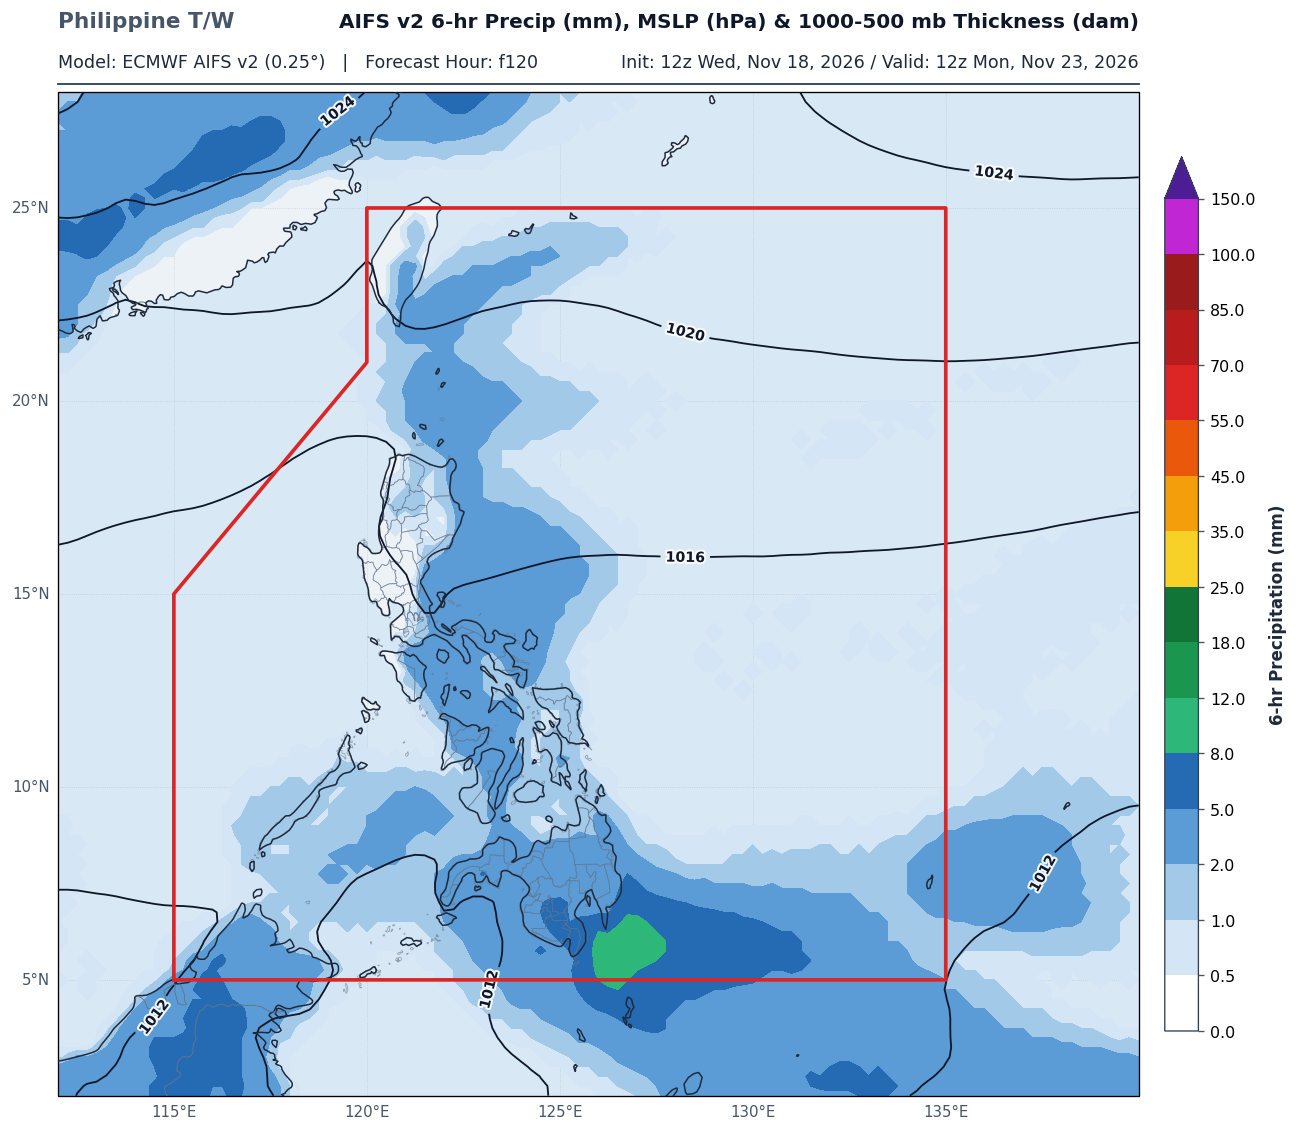 Philippine T/W
AIFS v2 6-hr Precip (mm), MSLP (hPa) & 1000-500 mb Thickness (dam)
Model: ECMWF AIFS v2 (0.25°) | Forecast Hour: f120
Init: 12z Wed, Nov 18, 2026 / Valid: 12z Mon, Nov 23, 2026
1024
1024
1020
1016
1012
1012
1012
25°N
20°N
15°N
10°N
5°N
115°E
120°E
125°E
130°E
135°E
150.0
100.0
85.0
70.0
55.0
45.0
35.0
25.0
18.0
12.0
8.0
5.0
2.0
1.0
0.5
0.0
6-hr Precipitation (mm)